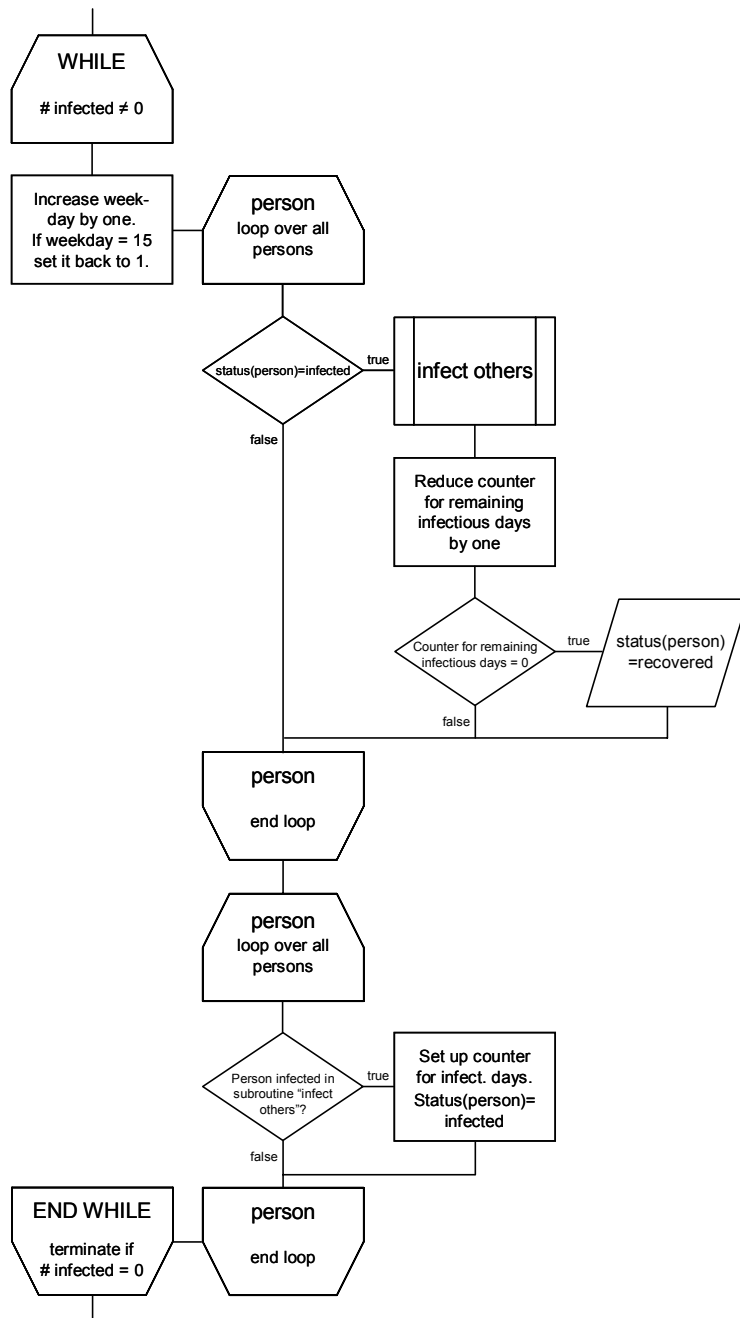 WHILE
# infected ≠ 0
Increase week-
day by one.
If weekday = 15
set it back to 1.
person
loop over all
persons
status(person)=infected
true
false
infect others
Reduce counter
for remaining
infectious days
by one
Counter for remaining
infectious days = 0
true
false
status(person)
=recovered
person
end loop
person
loop over all
persons
Person infected in
subroutine “infect
others”?
true
false
Set up counter
for infect. days.
Status(person)=
infected
person
end loop
END WHILE
terminate if
# infected = 0